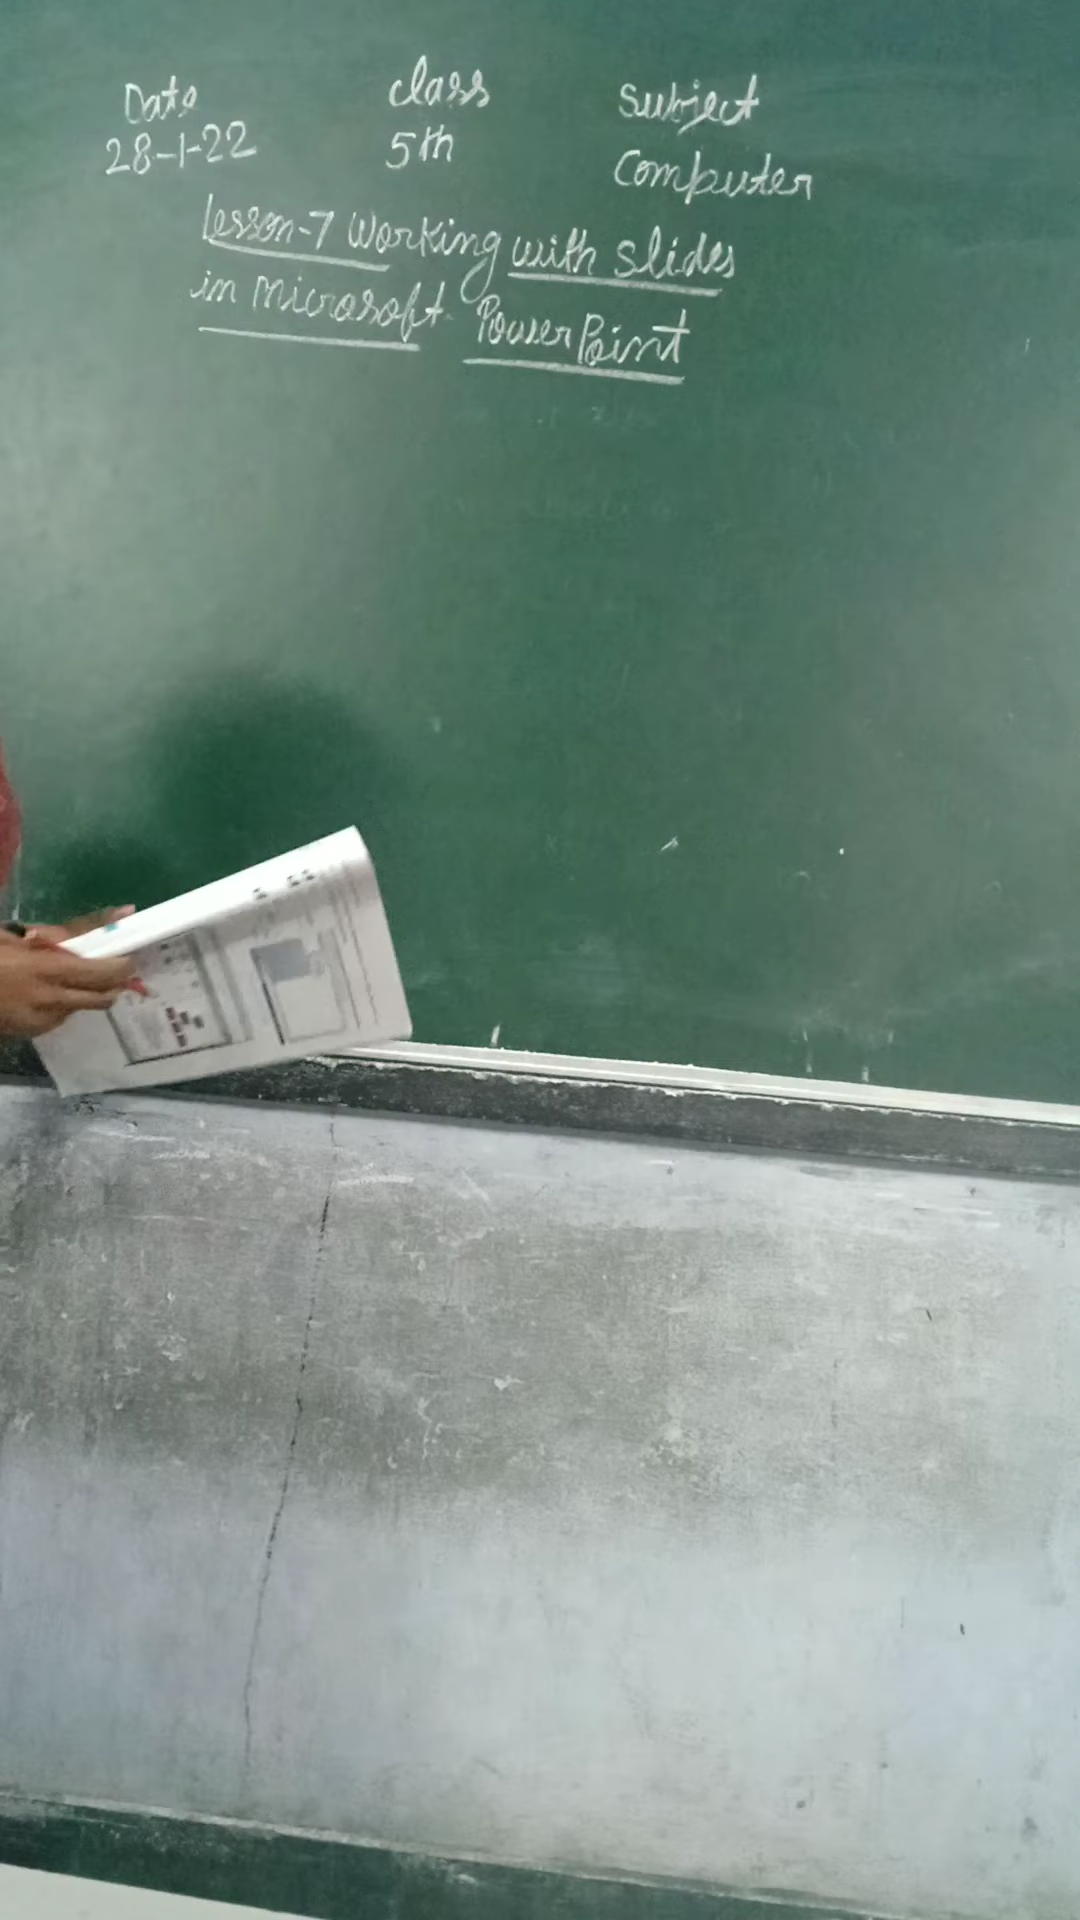 Date class Subject
28-1-22 5th Computer
Lesson-7 Working with slides
in Microsoft PowerPoint